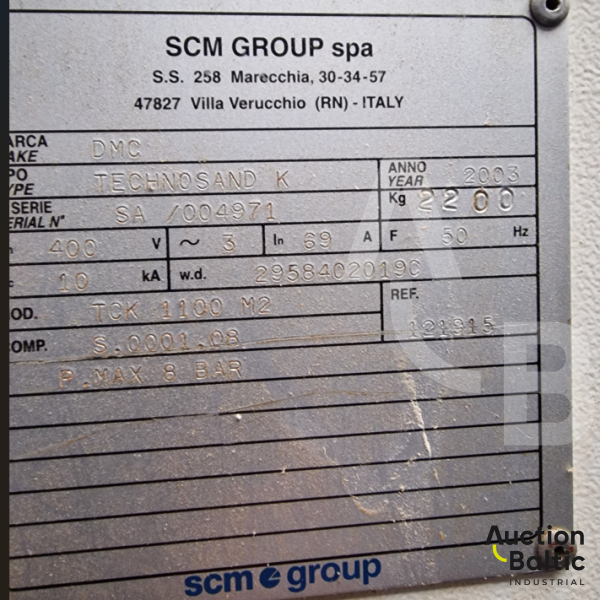 SCM GROUP spa
S.S. 258 Marecchia, 30-34-57
47827 Villa Verucchio (RN) - ITALY
ARCA
AKE DMC
PO
YPE TECHNOSAND K ANNO YEAR 2003
SERIE
ERIAL N° SA /004971 Kg 2200
400 V ~ 3 In 69 A F 50 Hz
10 kA w.d. 2958402019C
OD. TCK 1100 M2 REF.
OMP. S.0001.08 121915
P.MAX 8 BAR
scm group
AB
Auction
Baltic
INDUSTRIAL